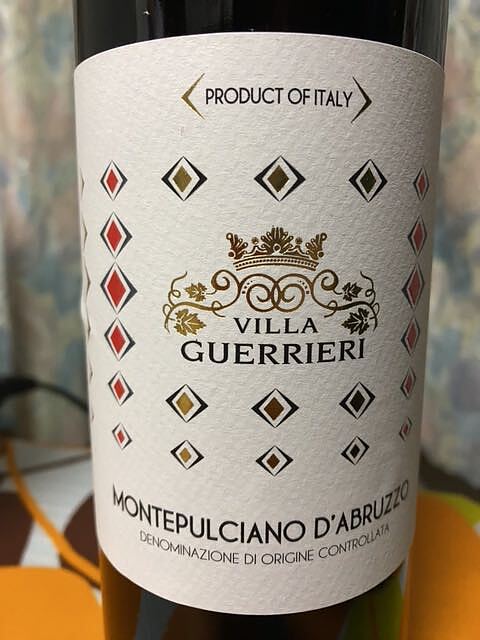 PRODUCT OF ITALY
VILLA
GUERRIERI
MONTEPULCIANO D'ABRUZZO
DENOMINAZIONE DI ORIGINE CONTROLLATA